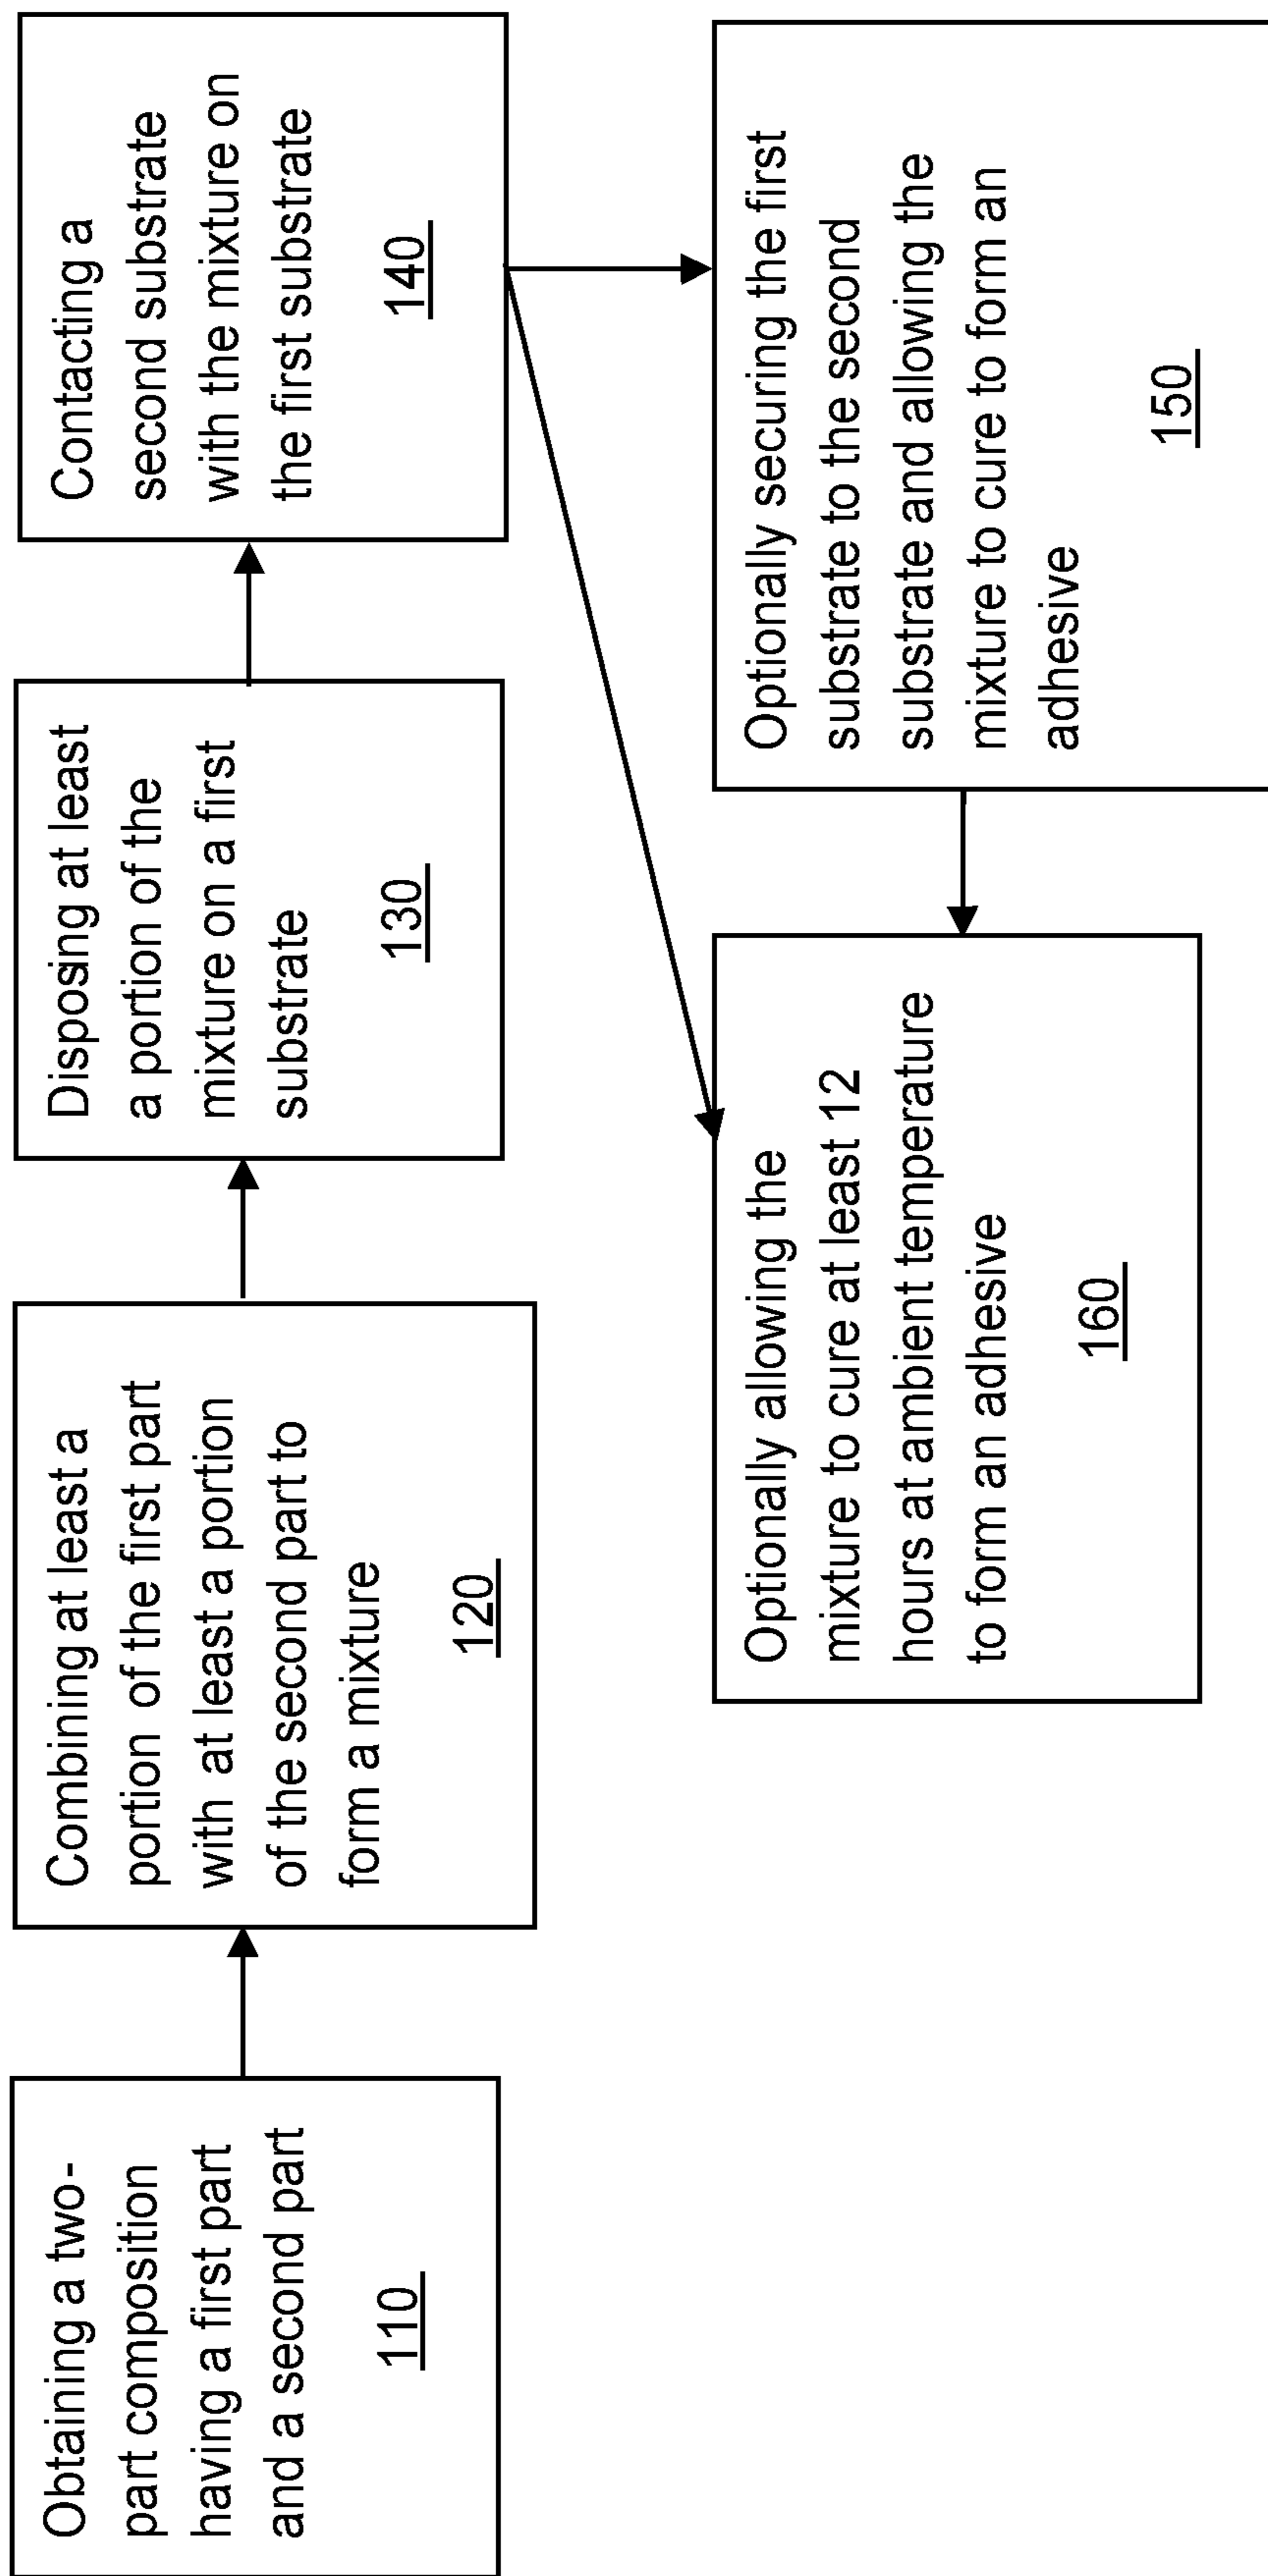 Obtaining a two-
part composition
having a first part
and a second part
110
Combining at least a
portion of the first part
with at least a portion
of the second part to
form a mixture
120
Disposing at least
a portion of the
mixture on a first
substrate
130
Contacting a
second substrate
with the mixture on
the first substrate
140
Optionally securing the first
substrate to the second
substrate and allowing the
mixture to cure to form an
adhesive
150
Optionally allowing the
mixture to cure at least 12
hours at ambient temperature
to form an adhesive
160